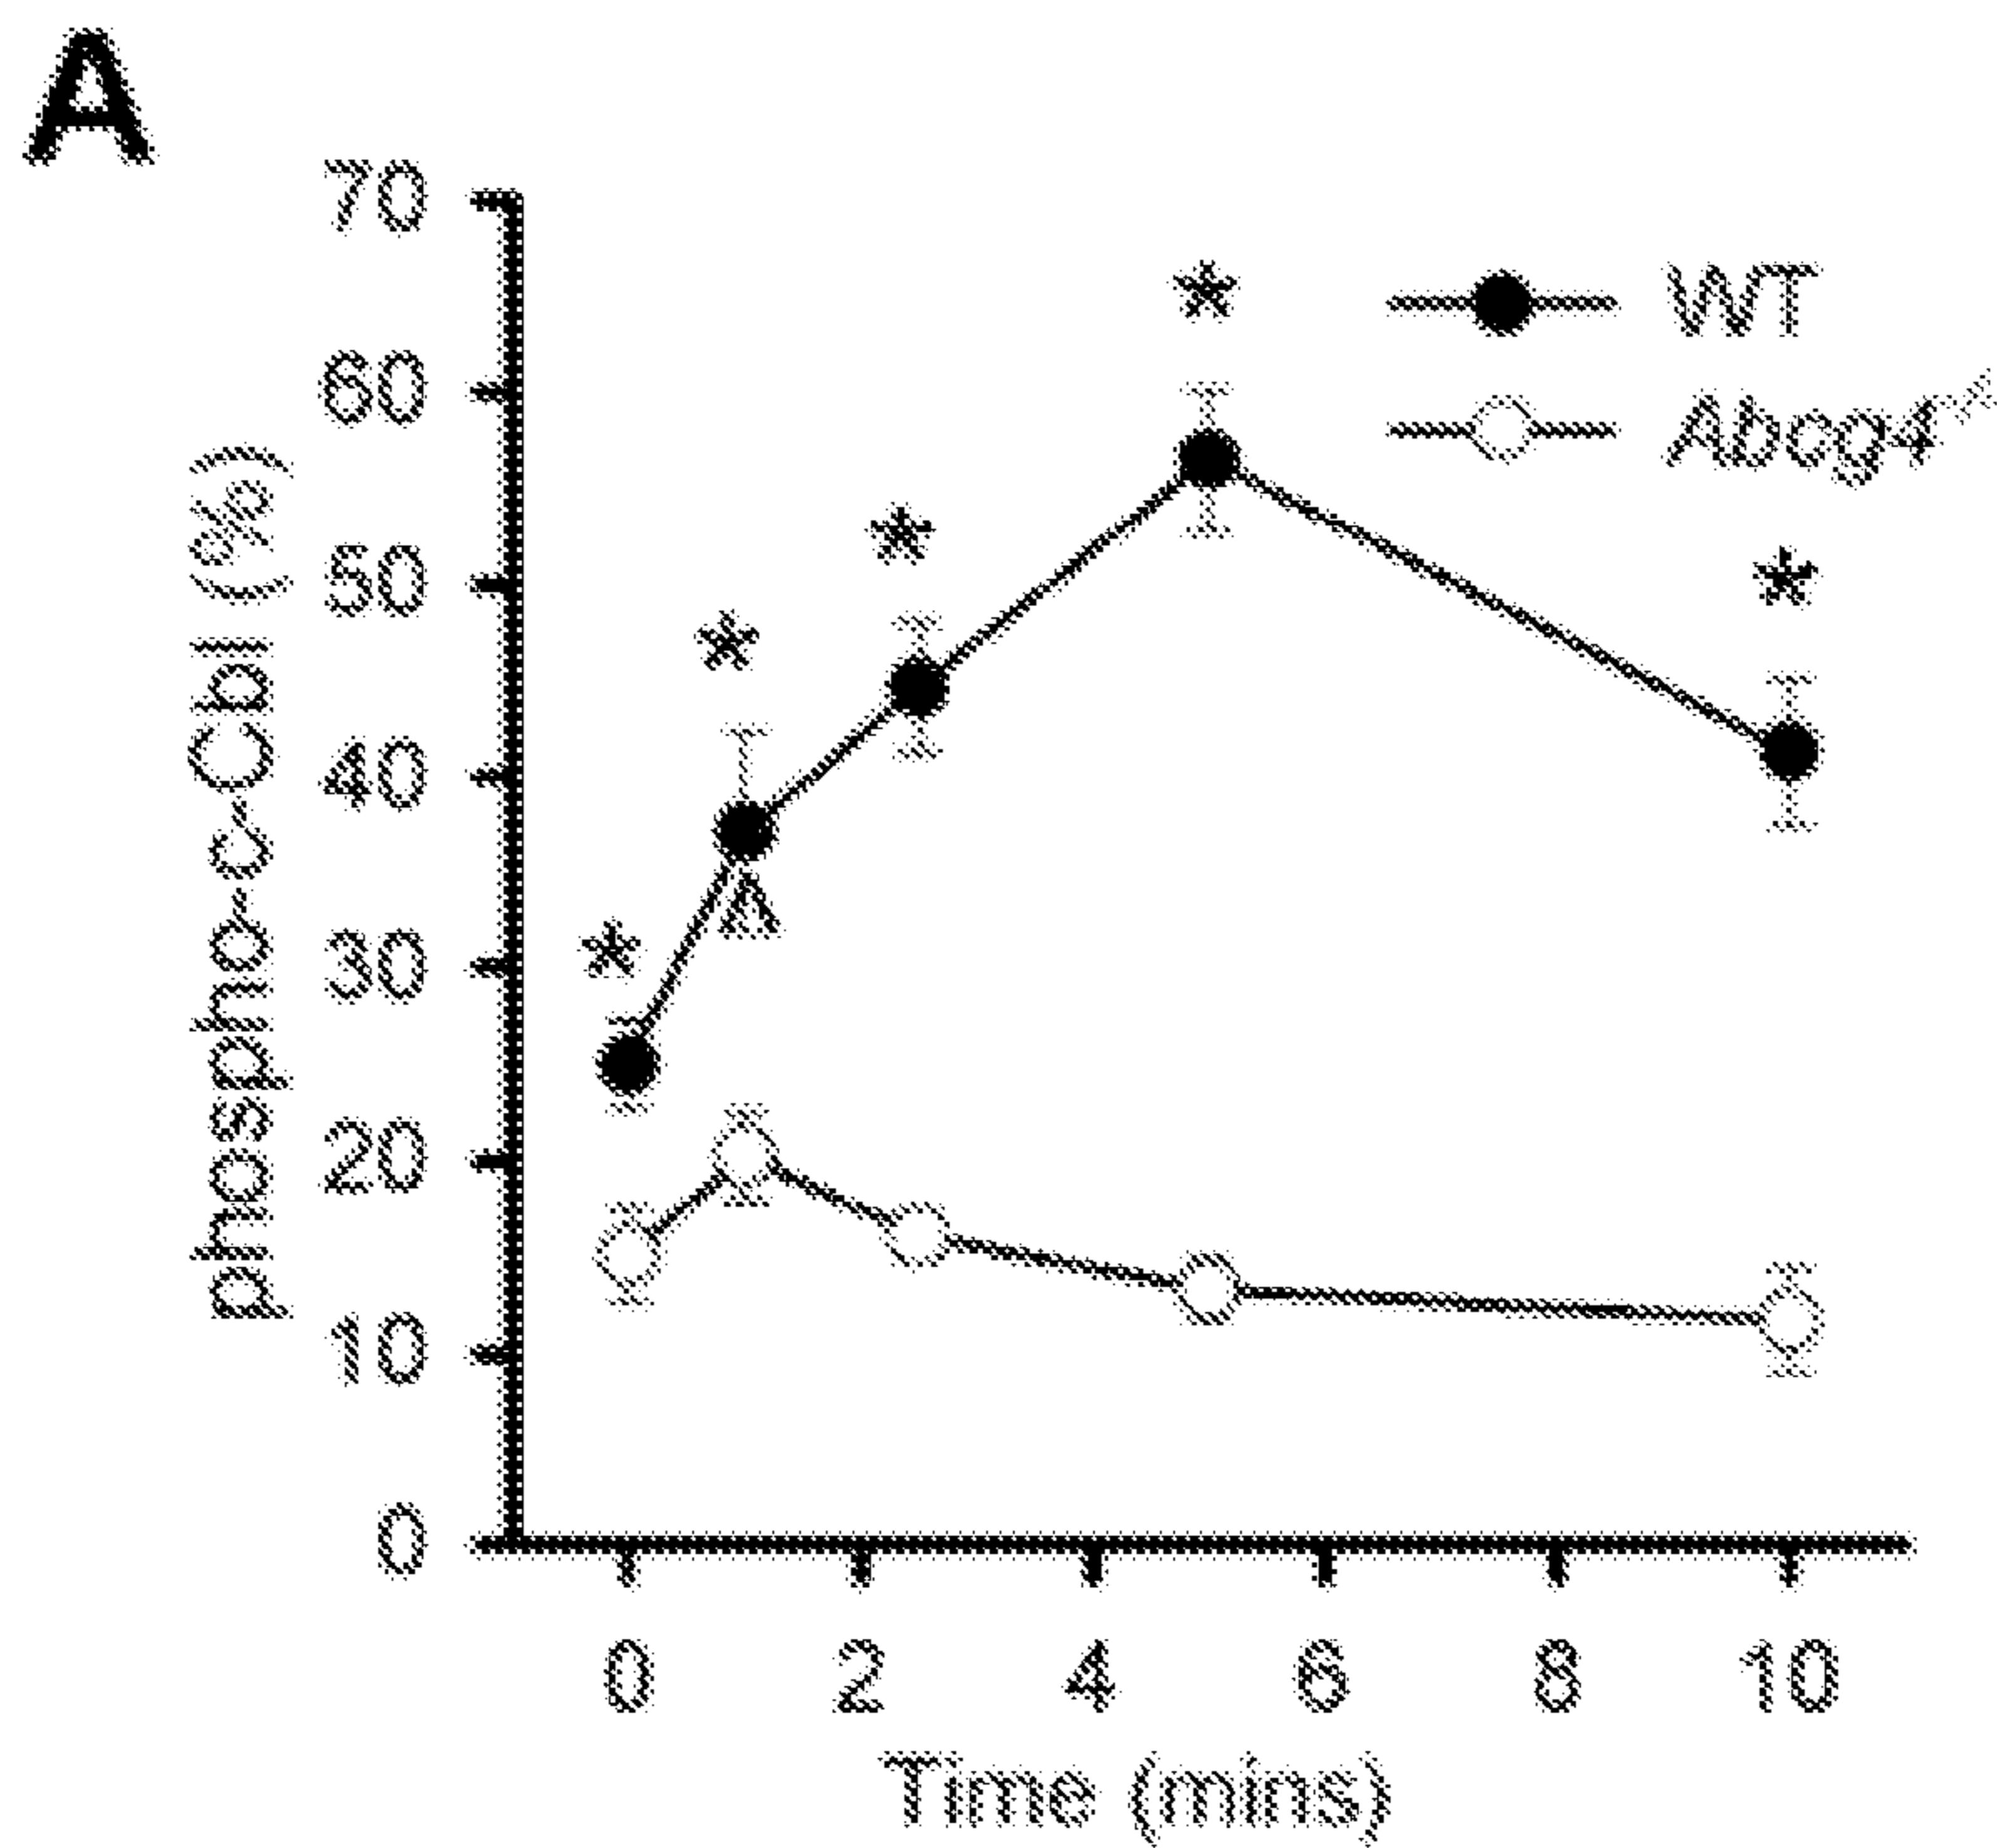 A
70
60
50
40
30
20
10
0
phospho-c-Cbl (%)
*
*
*
*
*
Δ
WT
Abcg4⁻/⁻
0 2 4 6 8 10
Time (mins)